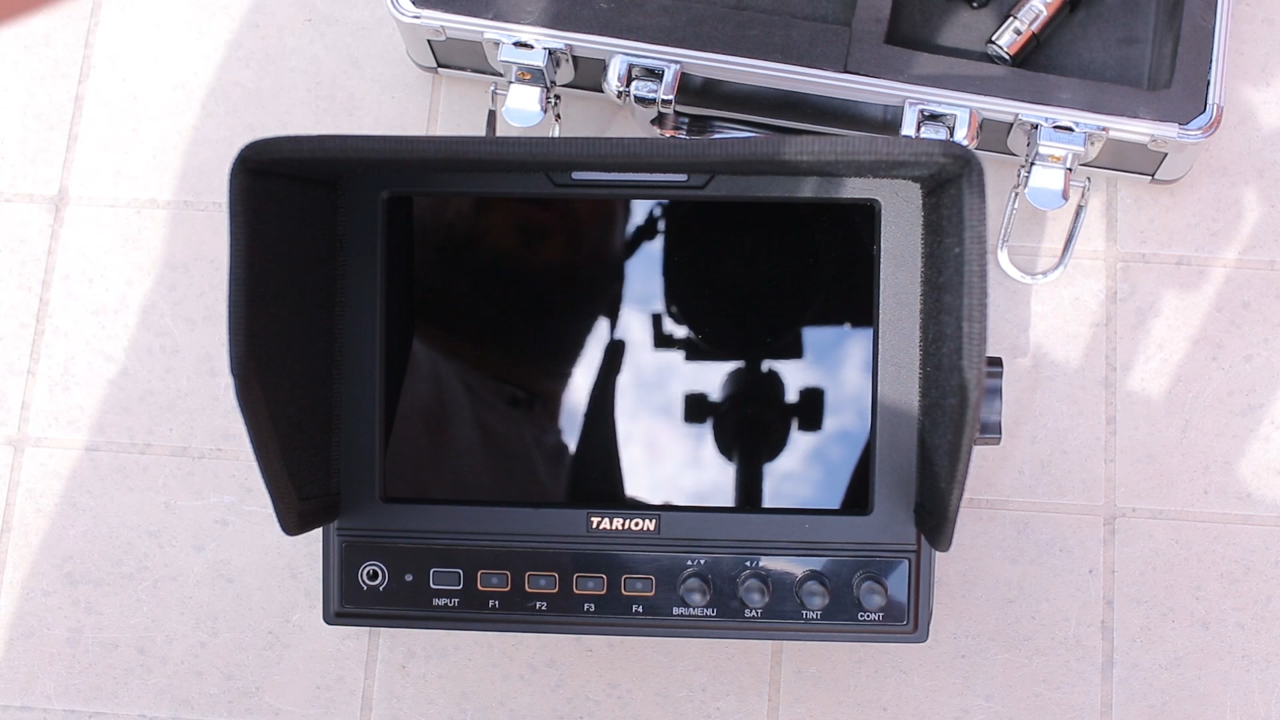 TARION
▲/▼ ◄/
INPUT F1 F2 F3 F4 BRI/MENU SAT TINT CONT